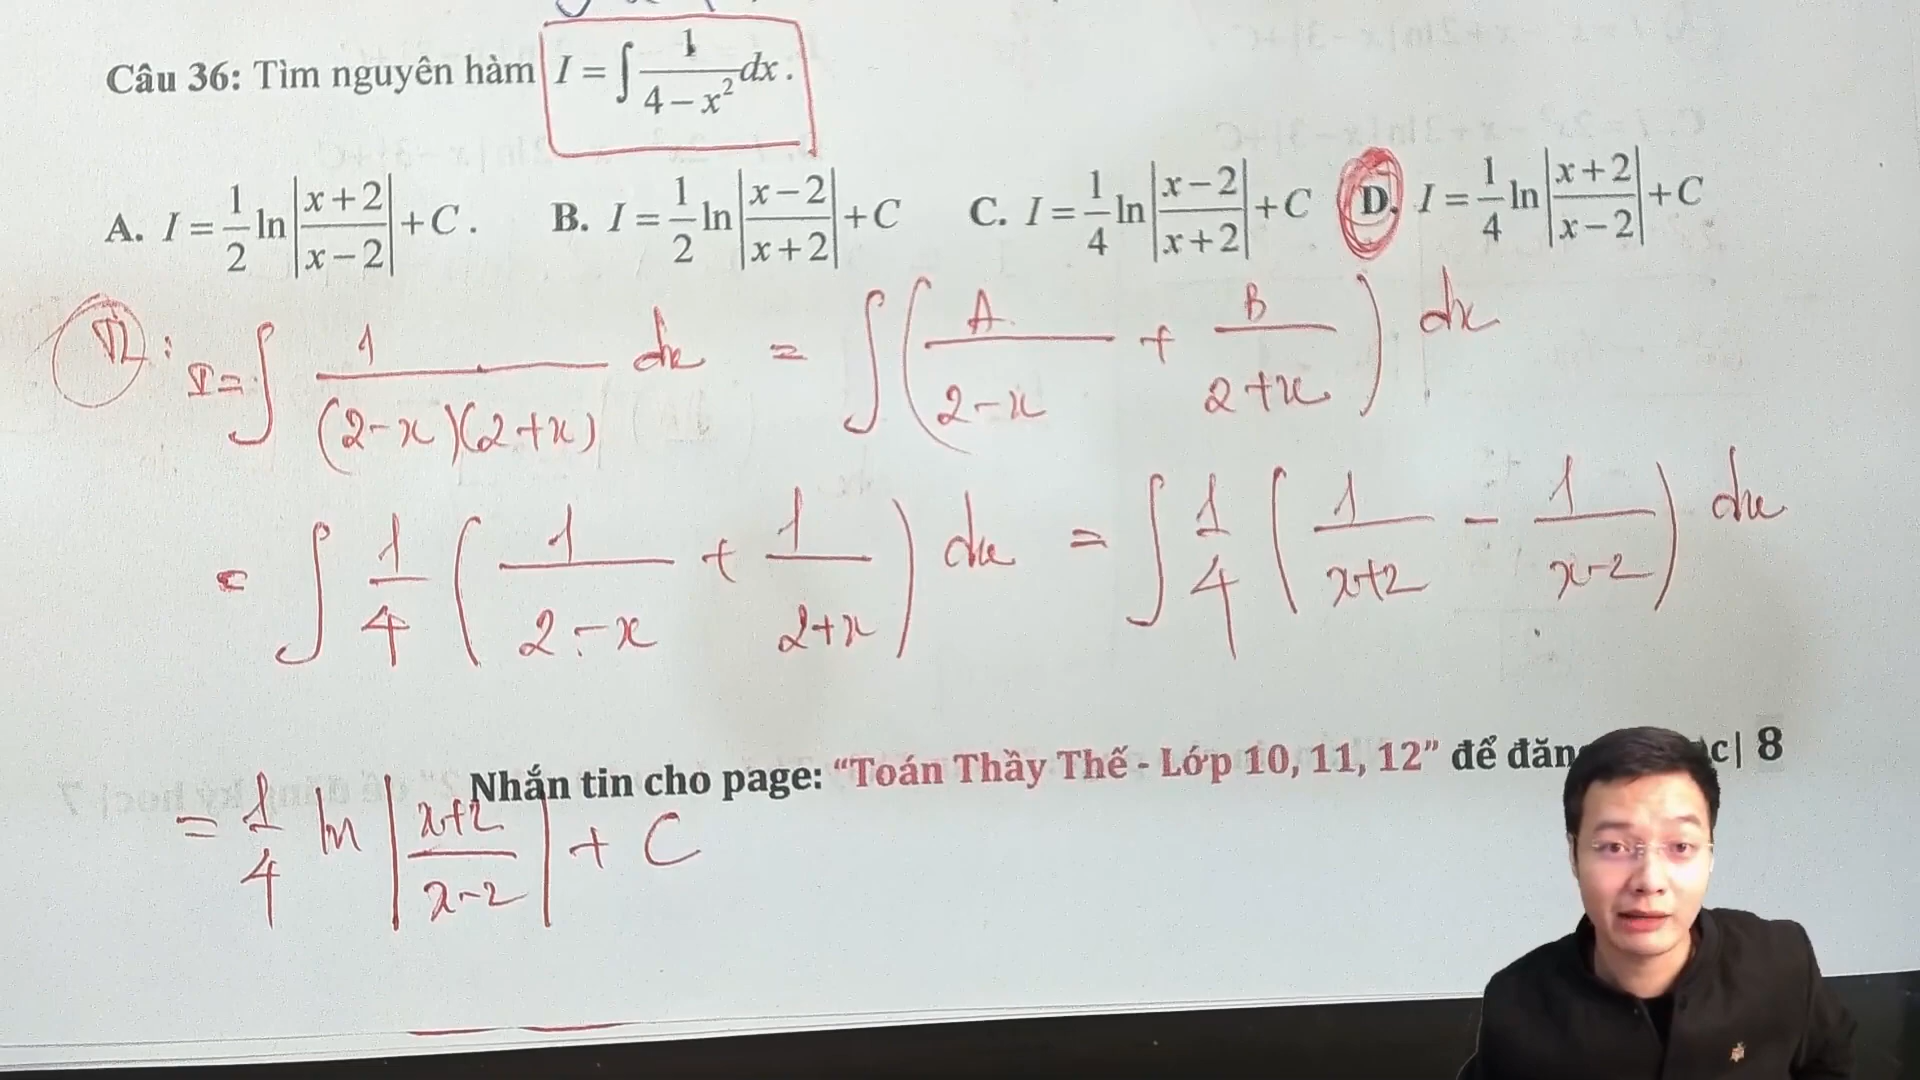 Câu 36: Tìm nguyên hàm I = ∫ 1/(4 − x²) dx.
A. I = 1/2 ln |(x + 2)/(x − 2)| + C. B. I = 1/2 ln |(x − 2)/(x + 2)| + C C. I = 1/4 ln |(x − 2)/(x + 2)| + C D. I = 1/4 ln |(x + 2)/(x − 2)| + C
I = ∫ 1/((2 − x)(2 + x)) dx = ∫ (A/(2 − x) + B/(2 + x)) dx
= ∫ 1/4 (1/(2 − x) + 1/(2 + x)) dx = ∫ 1/4 (1/(x + 2) − 1/(x − 2)) dx
Nhắn tin cho page: “Toán Thầy Thế - Lớp 10, 11, 12” để | 8
= 1/4 ln |(x + 2)/(x − 2)| + C